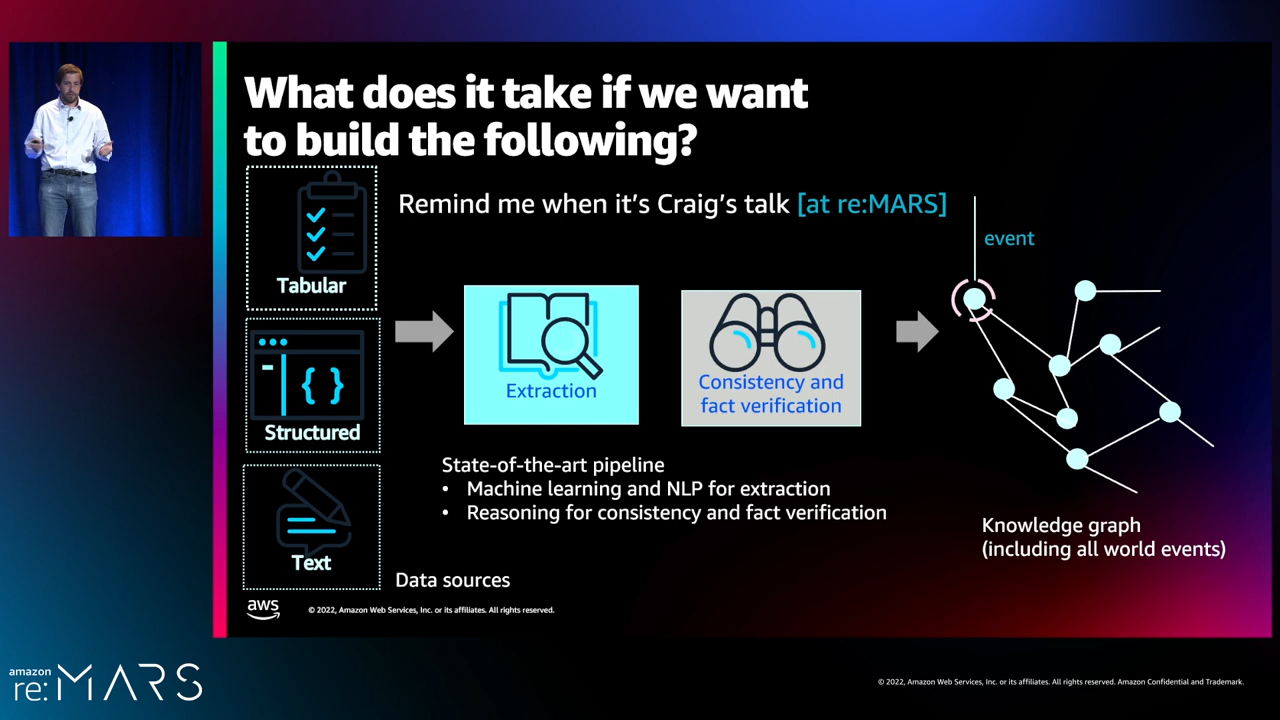 What does it take if we want
to build the following?
Remind me when it's Craig's talk [at re:MARS]
event
Tabular
Structured
Text
Data sources
Extraction
Consistency and
fact verification
State-of-the-art pipeline
• Machine learning and NLP for extraction
• Reasoning for consistency and fact verification
Knowledge graph
(including all world events)
aws
© 2022, Amazon Web Services, Inc. or its affiliates. All rights reserved.
amazon
re:MARS
© 2022, Amazon Web Services, Inc. or its affiliates. All rights reserved. Amazon Confidential and Trademark.